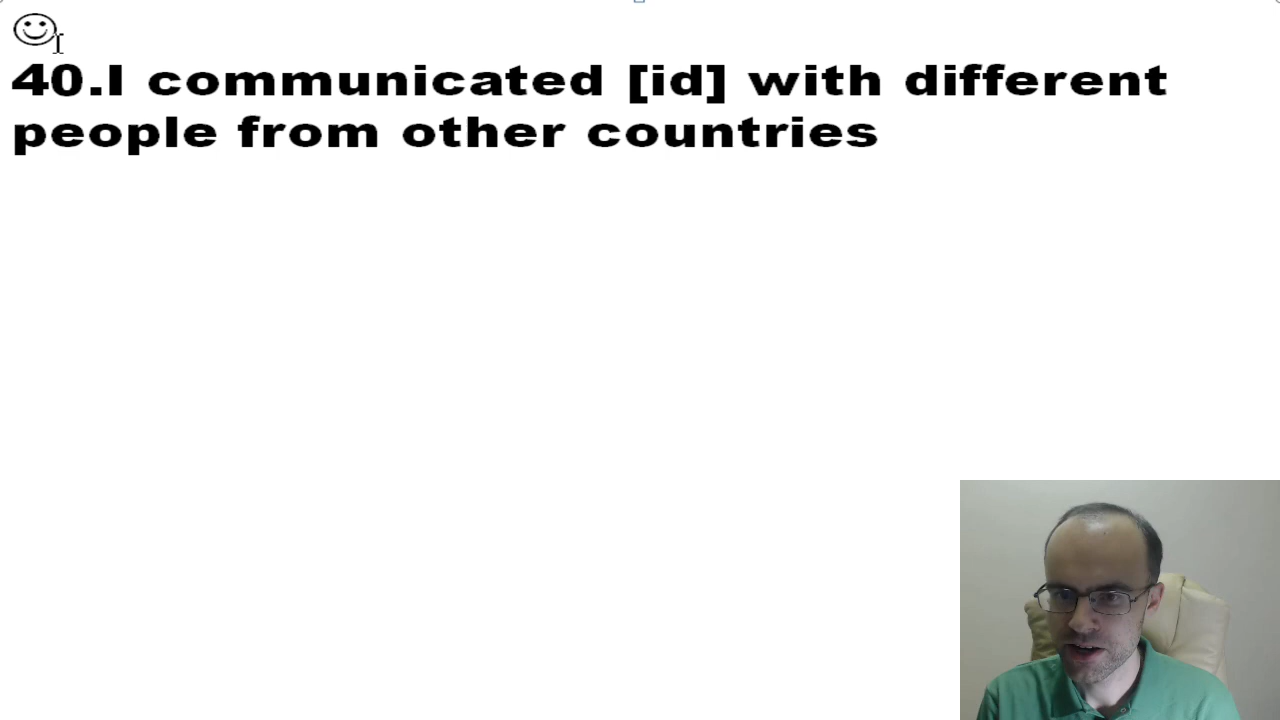 40.I communicated [id] with different
people from other countries